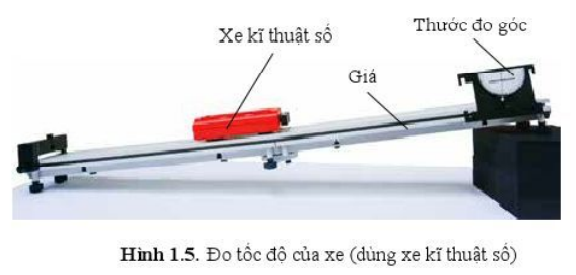 Thước đo góc
Xe kĩ thuật số
Giá
Hình 1.5. Đo tốc độ của xe (dùng xe kĩ thuật số)